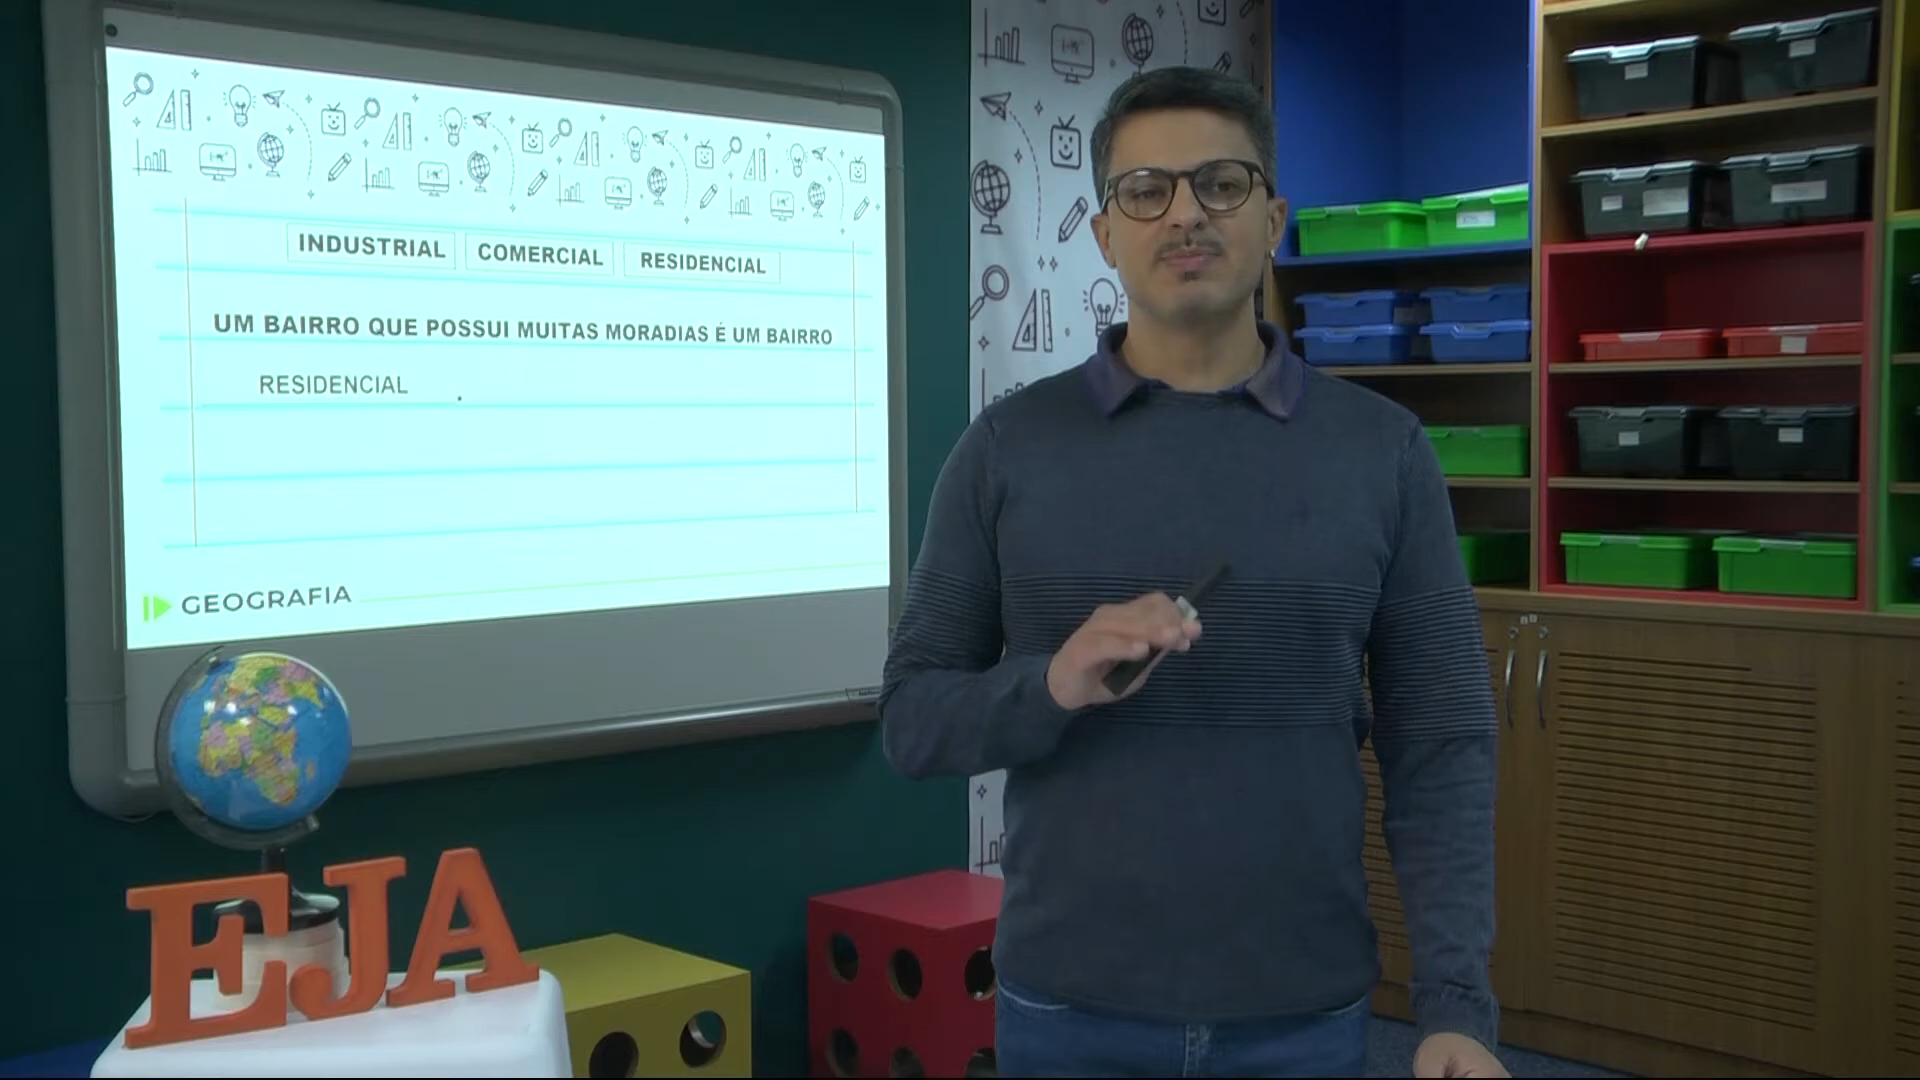 INDUSTRIAL COMERCIAL RESIDENCIAL
UM BAIRRO QUE POSSUI MUITAS MORADIAS É UM BAIRRO
RESIDENCIAL .
GEOGRAFIA
EJA